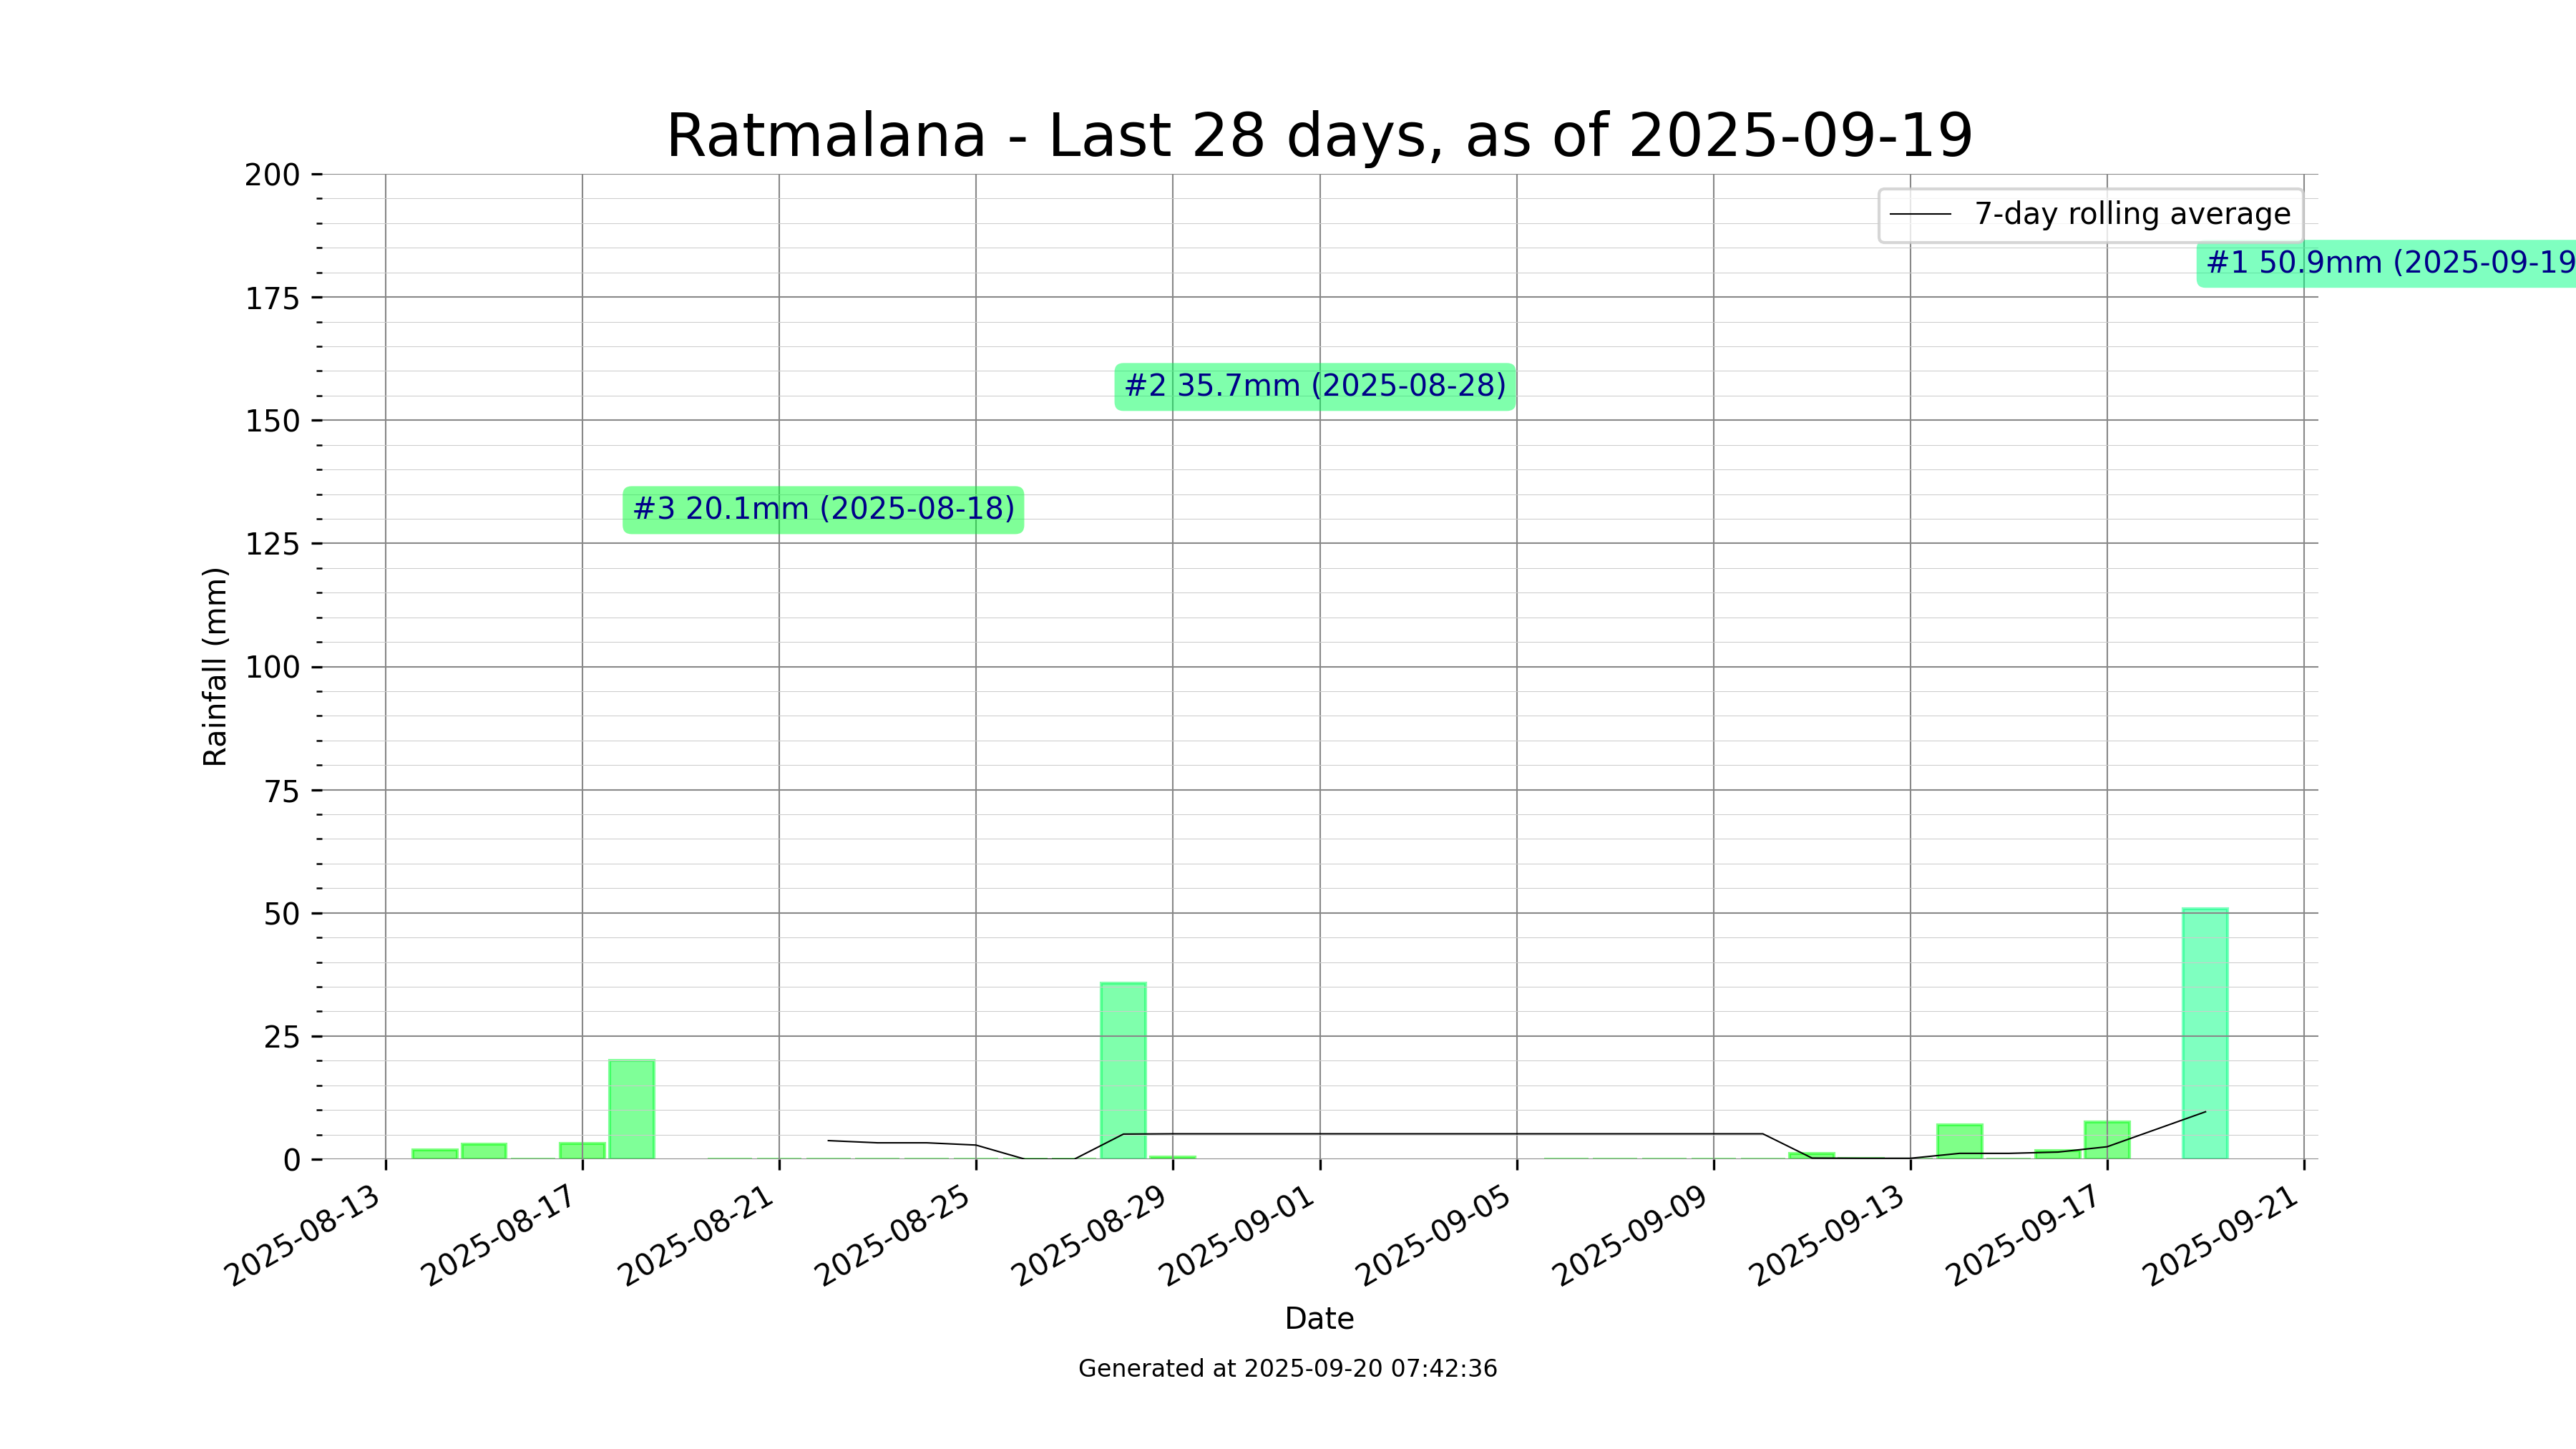 Ratmalana - Last 28 days, as of 2025-09-19
200
175
150
125
100
75
50
25
0
Rainfall (mm)
7-day rolling average
#1 50.9mm (2025-09-19
#2 35.7mm (2025-08-28)
#3 20.1mm (2025-08-18)
2025-08-13
2025-08-17
2025-08-21
2025-08-25
2025-08-29
2025-09-01
2025-09-05
2025-09-09
2025-09-13
2025-09-17
2025-09-21
Date
Generated at 2025-09-20 07:42:36